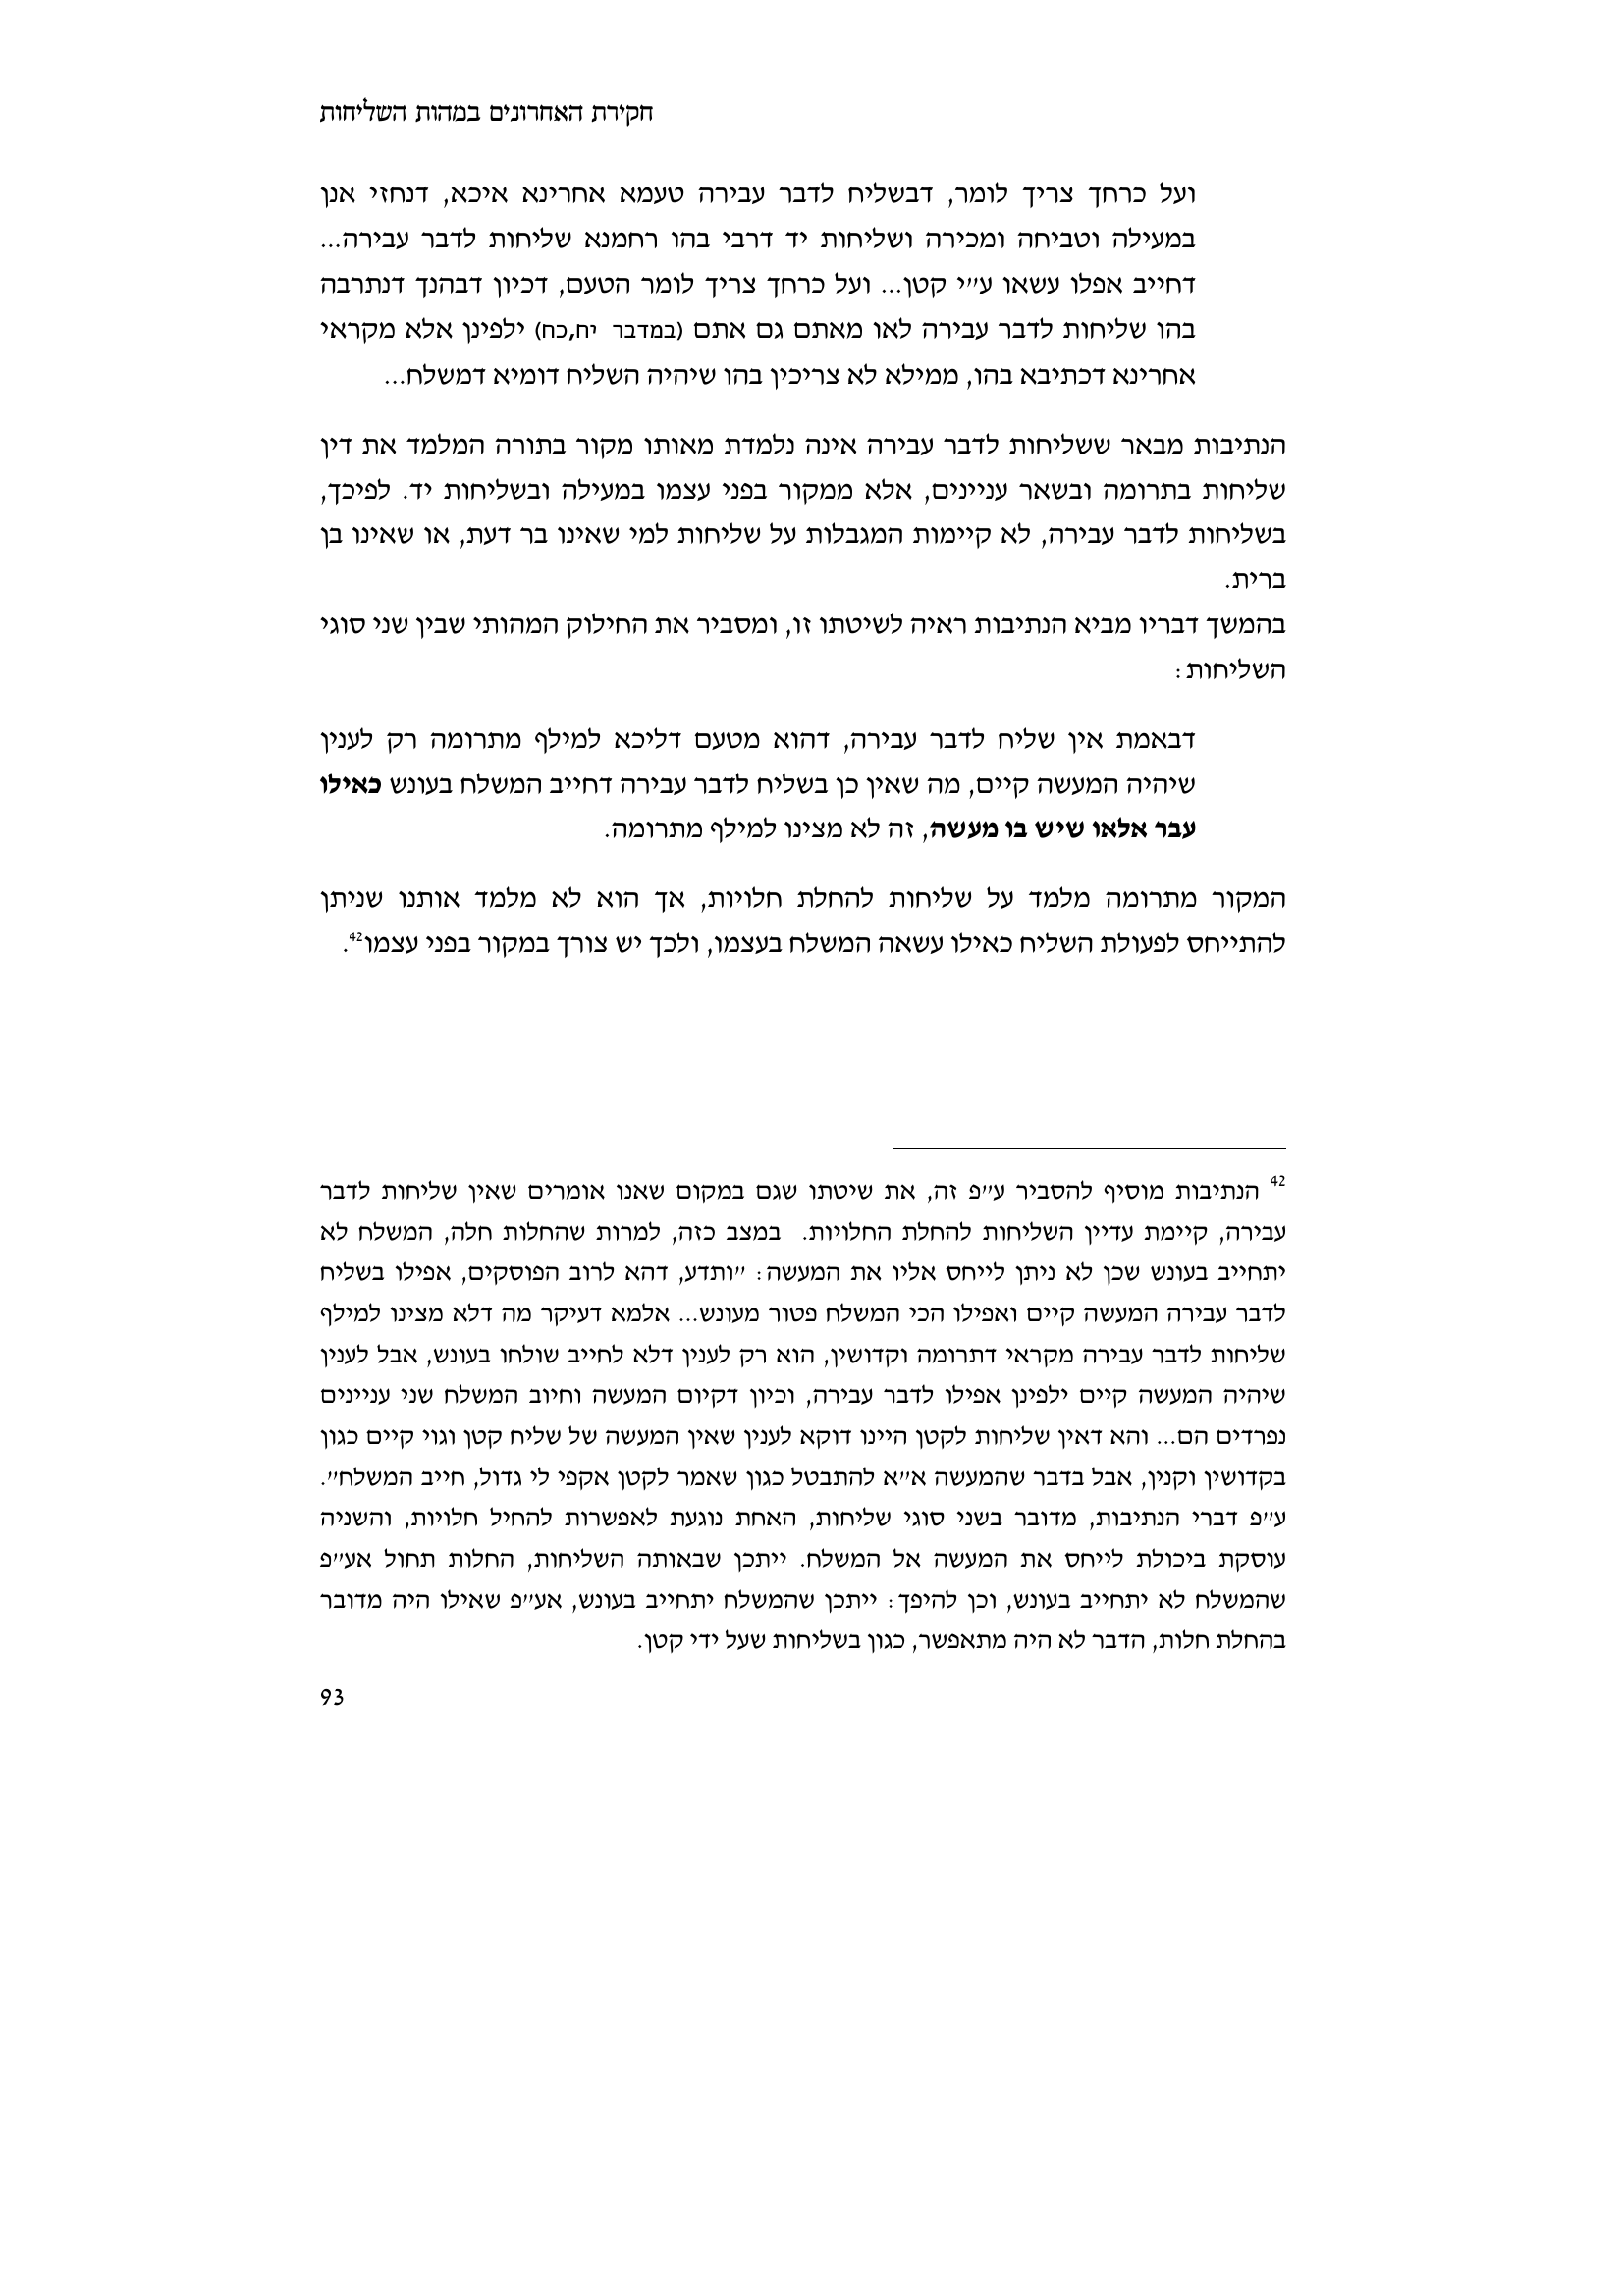 חקירת האחרונים במהות השליחות
ועל כרחך צריך לומר, דבשליח לדבר עבירה טעמא אחרינא איכא, דנחזי אנן
במעילה וטביחה ומכירה ושליחות יד דרבי בהו רחמנא שליחות לדבר עבירה...
דחייב אפלו עשאו ע״י קטן... ועל כרחך צריך לומר הטעם, דכיון דבהנך דנתרבה
בהו שליחות לדבר עבירה לאו מאתם גם אתם (במדבר יח,כח) ילפינן אלא מקראי
אחרינא דכתיבא בהו, ממילא לא צריכין בהו שיהיה השליח דומיא דמשלח...
הנתיבות מבאר ששליחות לדבר עבירה אינה נלמדת מאותו מקור בתורה המלמד את דין
שליחות בתרומה ובשאר עניינים, אלא ממקור בפני עצמו במעילה ובשליחות יד. לפיכך,
בשליחות לדבר עבירה, לא קיימות המגבלות על שליחות למי שאינו בר דעת, או שאינו בן
ברית.
בהמשך דבריו מביא הנתיבות ראיה לשיטתו זו, ומסביר את החילוק המהותי שבין שני סוגי
השליחות:
דבאמת אין שליח לדבר עבירה, דהוא מטעם דליכא למילף מתרומה רק לענין
שיהיה המעשה קיים, מה שאין כן בשליח לדבר עבירה דחייב המשלח בעונש כאילו
עבר אלאו שיש בו מעשה, זה לא מצינו למילף מתרומה.
המקור מתרומה מלמד על שליחות להחלת חלויות, אך הוא לא מלמד אותנו שניתן
להתייחס לפעולת השליח כאילו עשאה המשלח בעצמו, ולכך יש צורך במקור בפני עצמו42.
42 הנתיבות מוסיף להסביר ע״פ זה, את שיטתו שגם במקום שאנו אומרים שאין שליחות לדבר
עבירה, קיימת עדיין השליחות להחלת החלויות. במצב כזה, למרות שהחלות חלה, המשלח לא
יתחייב בעונש שכן לא ניתן לייחס אליו את המעשה: ״ותדע, דהא לרוב הפוסקים, אפילו בשליח
לדבר עבירה המעשה קיים ואפילו הכי המשלח פטור מעונש... אלמא דעיקר מה דלא מצינו למילף
שליחות לדבר עבירה מקראי דתרומה וקדושין, הוא רק לענין דלא לחייב שולחו בעונש, אבל לענין
שיהיה המעשה קיים ילפינן אפילו לדבר עבירה, וכיון דקיום המעשה וחיוב המשלח שני עניינים
נפרדים הם... והא דאין שליחות לקטן היינו דוקא לענין שאין המעשה של שליח קטן וגוי קיים כגון
בקדושין וקנין, אבל בדבר שהמעשה א״א להתבטל כגון שאמר לקטן אקפי לי גדול, חייב המשלח״.
ע״פ דברי הנתיבות, מדובר בשני סוגי שליחות, האחת נוגעת לאפשרות להחיל חלויות, והשניה
עוסקת ביכולת לייחס את המעשה אל המשלח. ייתכן שבאותה השליחות, החלות תחול אע״פ
שהמשלח לא יתחייב בעונש, וכן להיפך: ייתכן שהמשלח יתחייב בעונש, אע״פ שאילו היה מדובר
בהחלת חלות, הדבר לא היה מתאפשר, כגון בשליחות שעל ידי קטן.
93